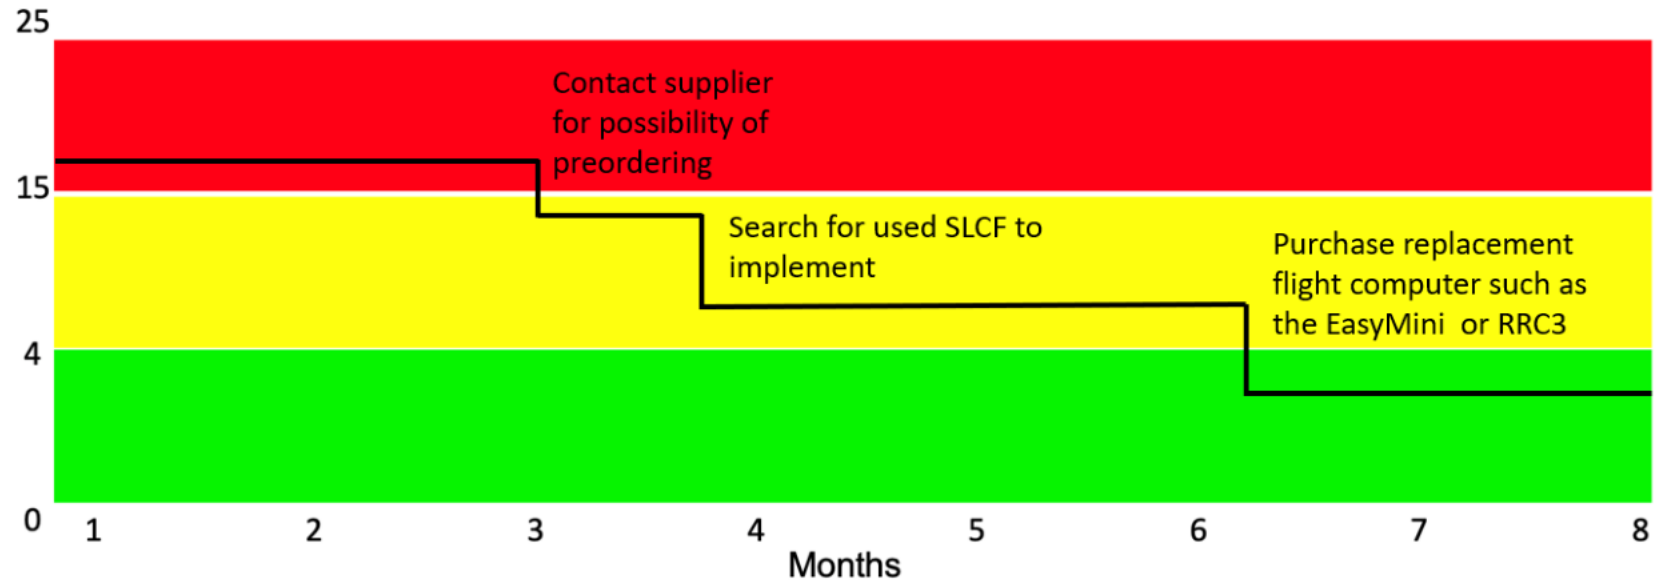 25
Contact supplier
for possibility of
preordering
15
Search for used SLCF to
implement
Purchase replacement
flight computer such as
the EasyMini  or RRC3
4
0
1 2 3 4 5 6 7 8
Months